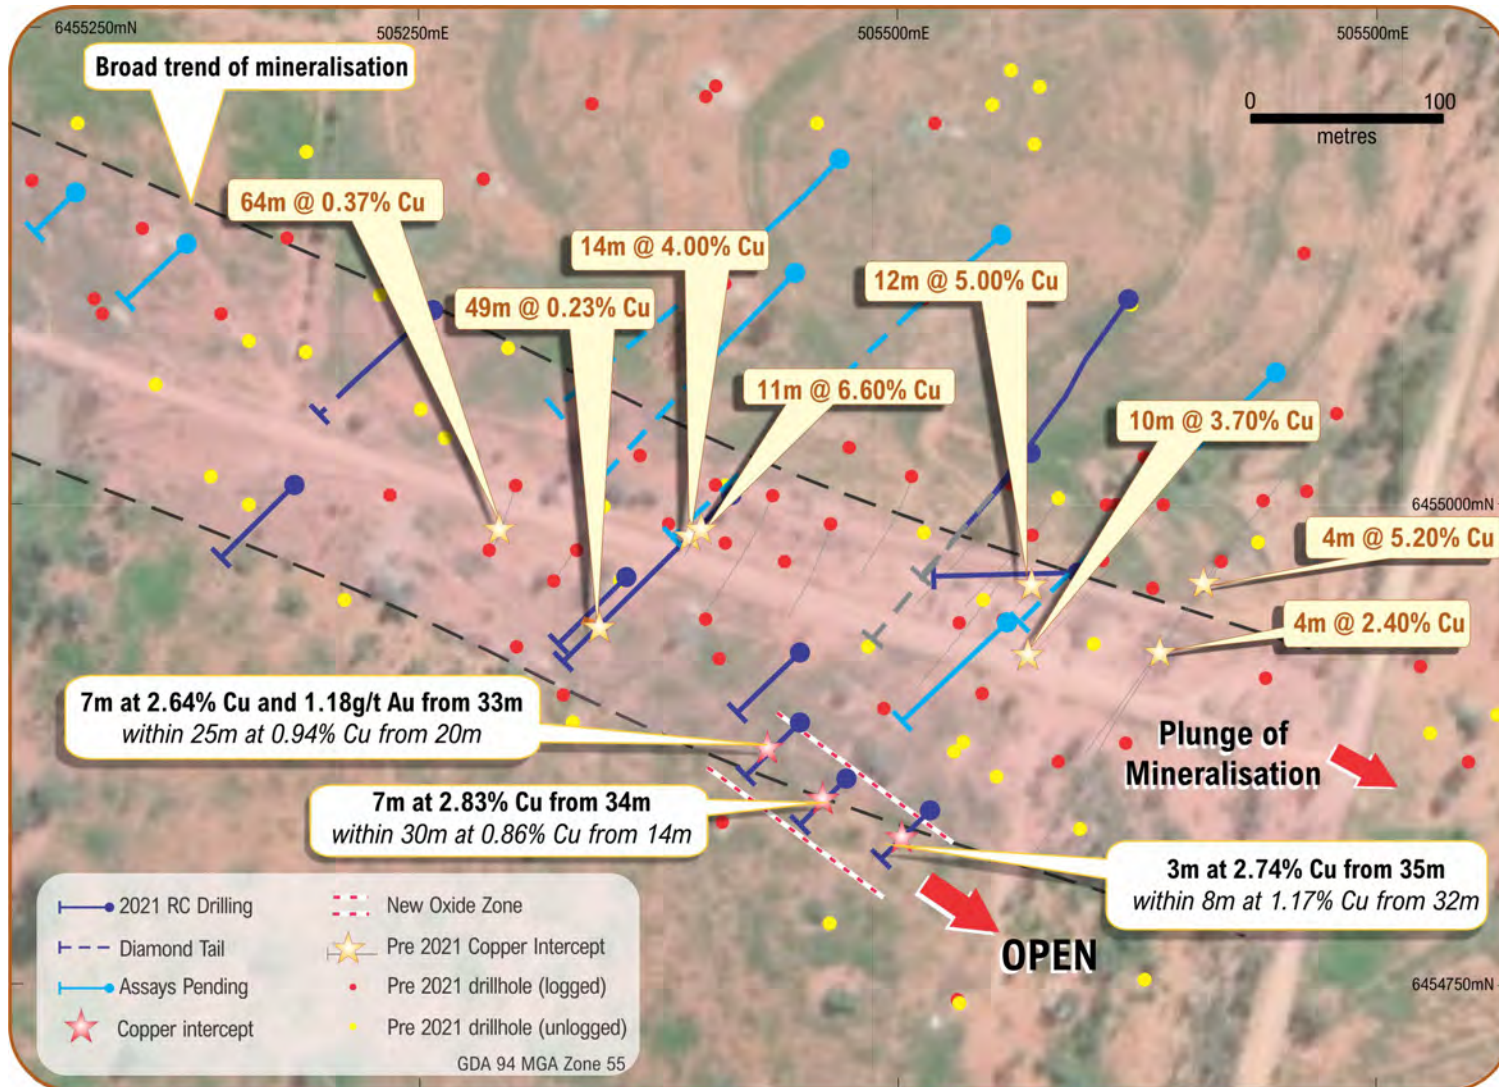 6455250mN
505250mE
505500mE
505500mE
Broad trend of mineralisation
0 100
metres
64m @ 0.37% Cu
14m @ 4.00% Cu
49m @ 0.23% Cu
12m @ 5.00% Cu
11m @ 6.60% Cu
10m @ 3.70% Cu
6455000mN
4m @ 5.20% Cu
4m @ 2.40% Cu
7m at 2.64% Cu and 1.18g/t Au from 33m
within 25m at 0.94% Cu from 20m
Plunge of
Mineralisation
7m at 2.83% Cu from 34m
within 30m at 0.86% Cu from 14m
3m at 2.74% Cu from 35m
within 8m at 1.17% Cu from 32m
OPEN
6454750mN
2021 RC Drilling
Diamond Tail
Assays Pending
Copper intercept
New Oxide Zone
Pre 2021 Copper Intercept
Pre 2021 drillhole (logged)
Pre 2021 drillhole (unlogged)
GDA 94 MGA Zone 55